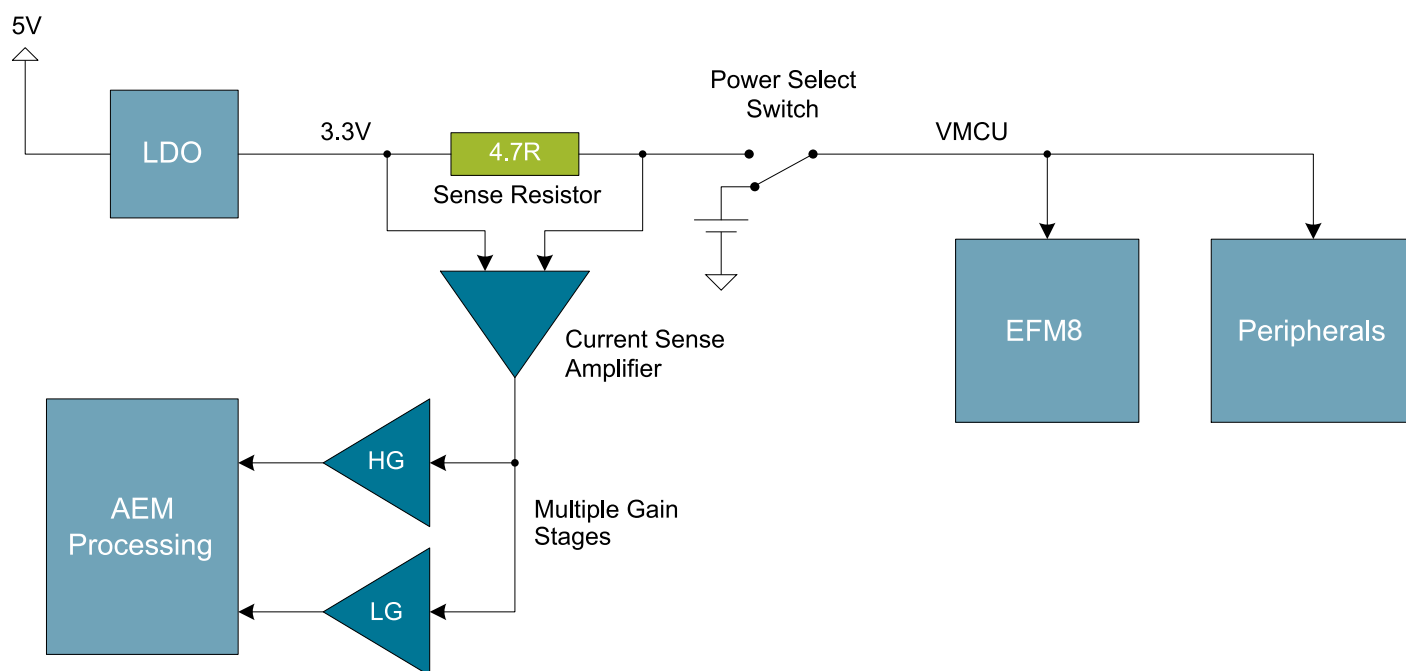 5V
LDO
3.3V
4.7R
Sense Resistor
Power Select
Switch
VMCU
Current Sense
Amplifier
EFM8
Peripherals
AEM
Processing
HG
Multiple Gain
Stages
LG